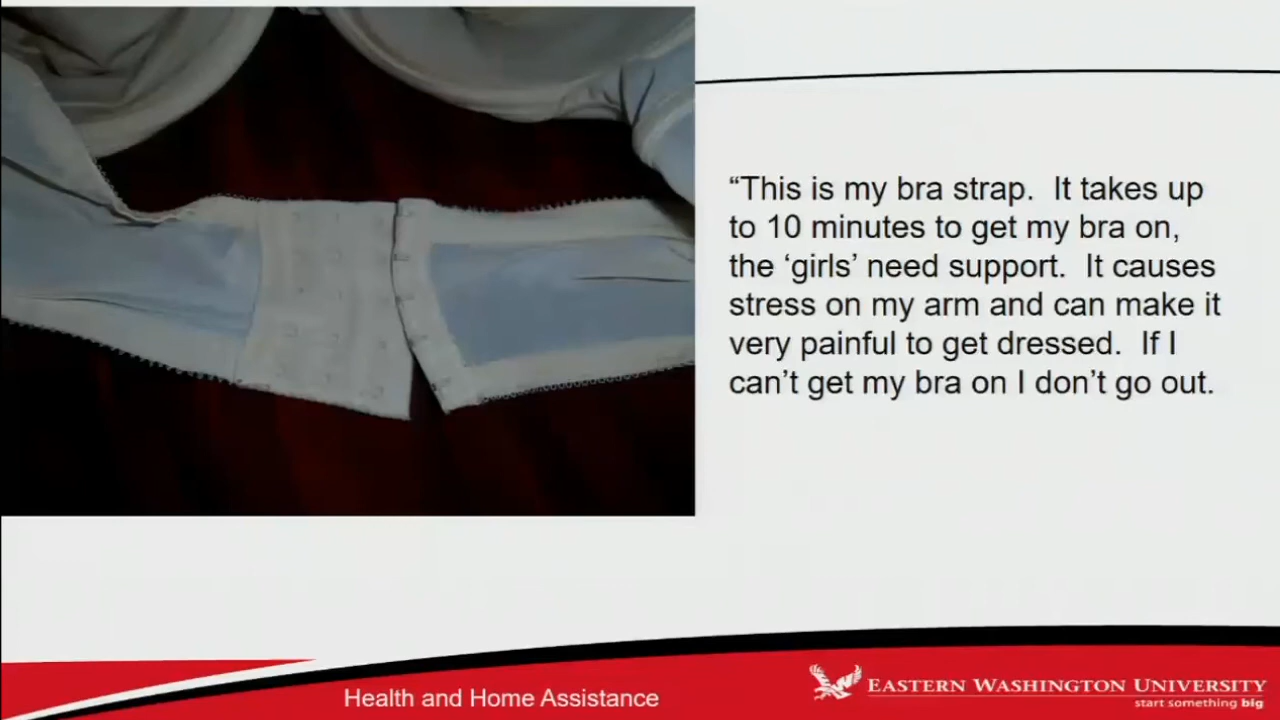 “This is my bra strap.  It takes up
to 10 minutes to get my bra on,
the ‘girls’ need support.  It causes
stress on my arm and can make it
very painful to get dressed.  If I
can’t get my bra on I don’t go out.
Health and Home Assistance
EASTERN WASHINGTON UNIVERSITY
start something big